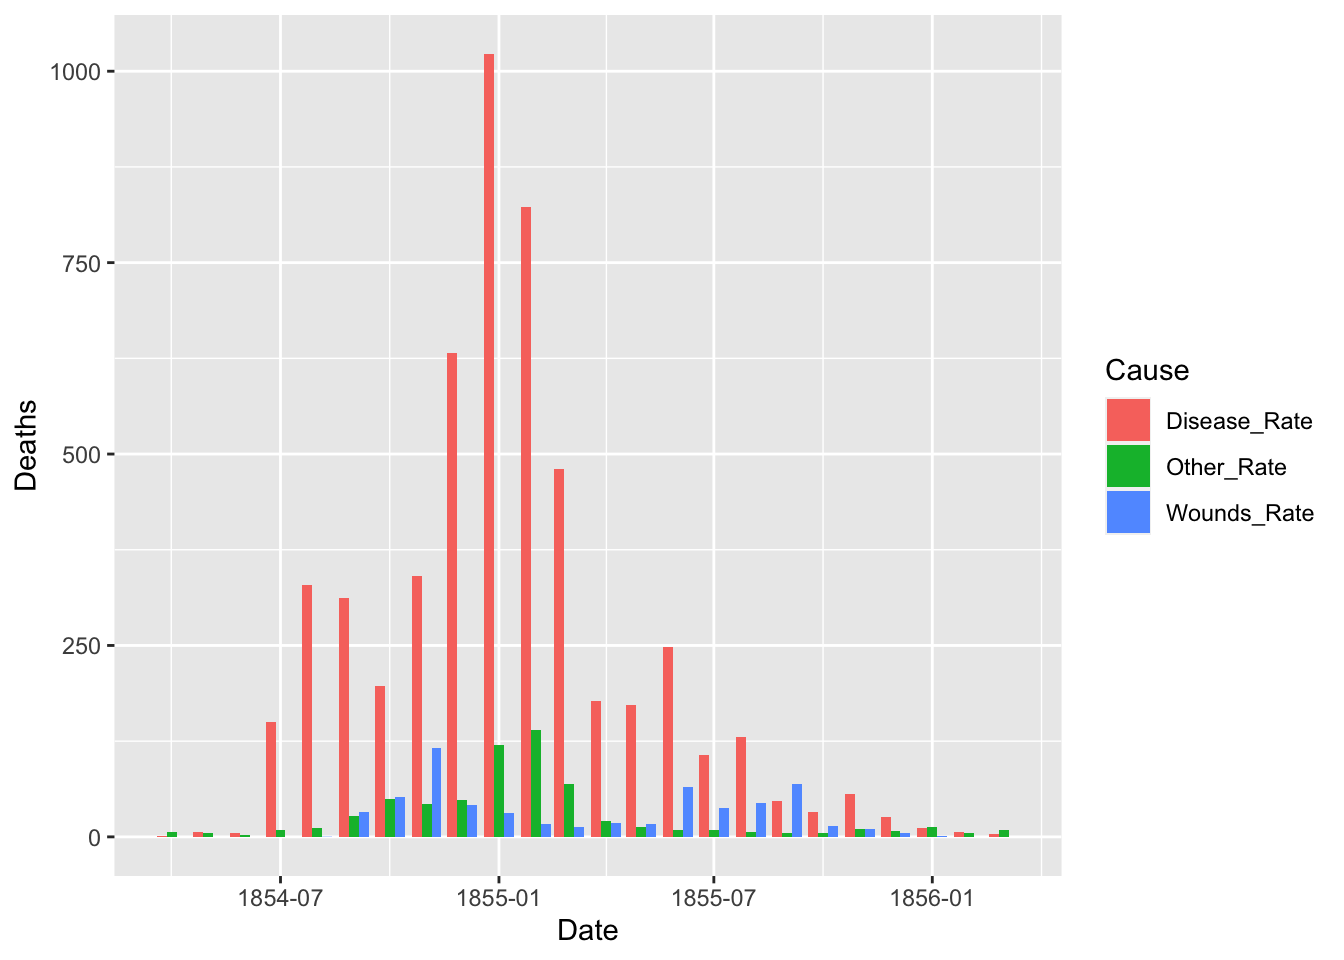 1000
750
500
250
0
Deaths
1854-07
1855-01
1855-07
1856-01
Date
Cause
Disease_Rate
Other_Rate
Wounds_Rate